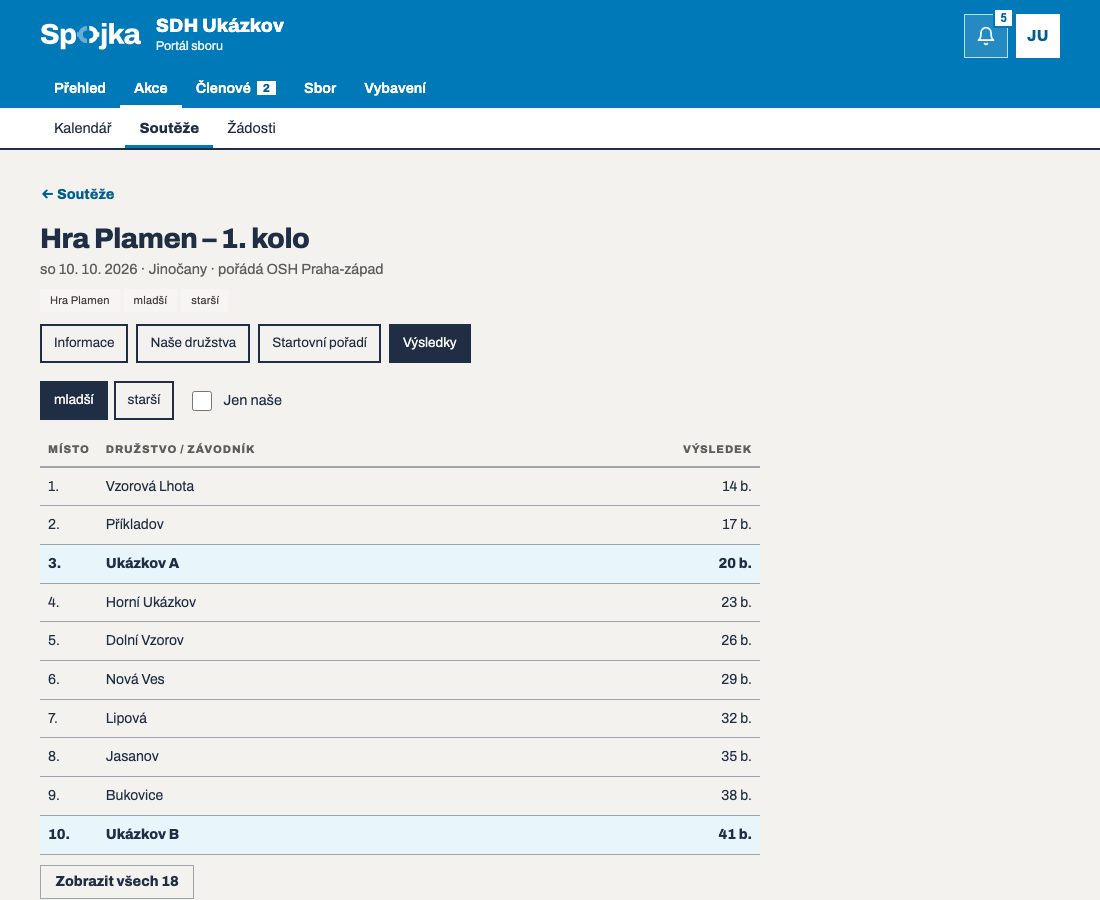 Spojka
SDH Ukázkov
Portál sboru
5
JU
Přehled Akce Členové 2 Sbor Vybavení
Kalendář Soutěže Žádosti
← Soutěže
Hra Plamen – 1. kolo
so 10. 10. 2026 · Jinočany · pořádá OSH Praha-západ
Hra Plamen mladší starší
Informace Naše družstva Startovní pořadí Výsledky
mladší starší Jen naše
MÍSTO DRUŽSTVO / ZÁVODNÍK VÝSLEDEK
1. Vzorová Lhota 14 b.
2. Příkladov 17 b.
3. Ukázkov A 20 b.
4. Horní Ukázkov 23 b.
5. Dolní Vzorov 26 b.
6. Nová Ves 29 b.
7. Lipová 32 b.
8. Jasanov 35 b.
9. Bukovice 38 b.
10. Ukázkov B 41 b.
Zobrazit všech 18